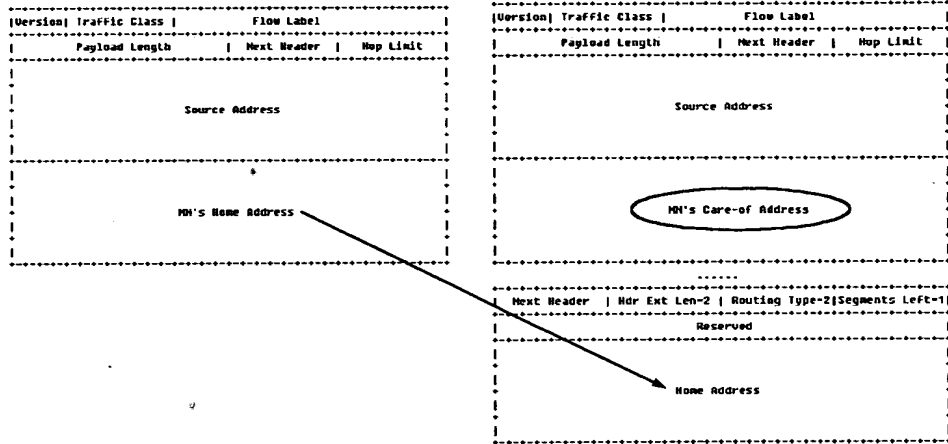 |Version| Traffic Class | Flow Label
| Payload Length | Next Header | Hop Limit |
Source Address
MN's Home Address
|Version| Traffic Class | Flow Label |
| Payload Length | Next Header | Hop Limit |
Source Address
MN's Care-of Address
......
| Next Header | Hdr Ext Len=2 | Routing Type=2|Segments Left=1|
Reserved
Home Address